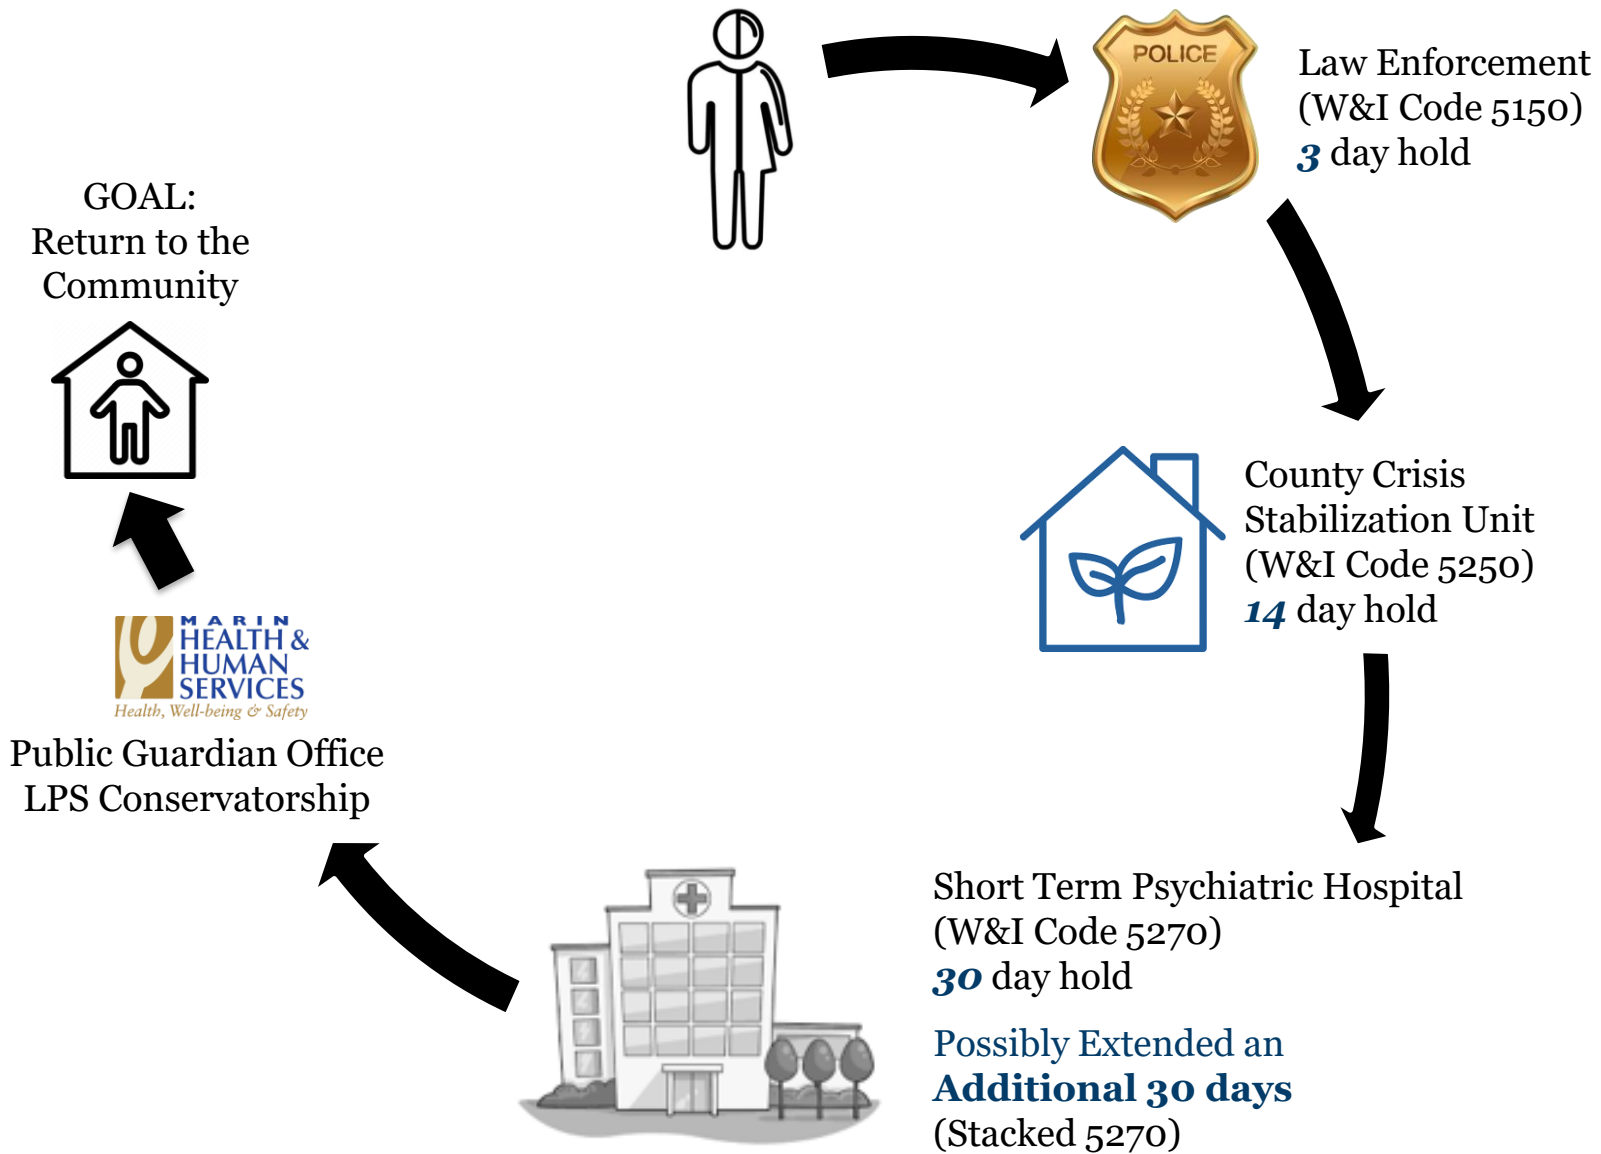 POLICE
Law Enforcement
(W&I Code 5150)
3 day hold
County Crisis
Stabilization Unit
(W&I Code 5250)
14 day hold
Short Term Psychiatric Hospital
(W&I Code 5270)
30 day hold
Possibly Extended an
Additional 30 days
(Stacked 5270)
MARIN
HEALTH &
HUMAN
SERVICES
Health, Well-being & Safety
Public Guardian Office
LPS Conservatorship
GOAL:
Return to the
Community